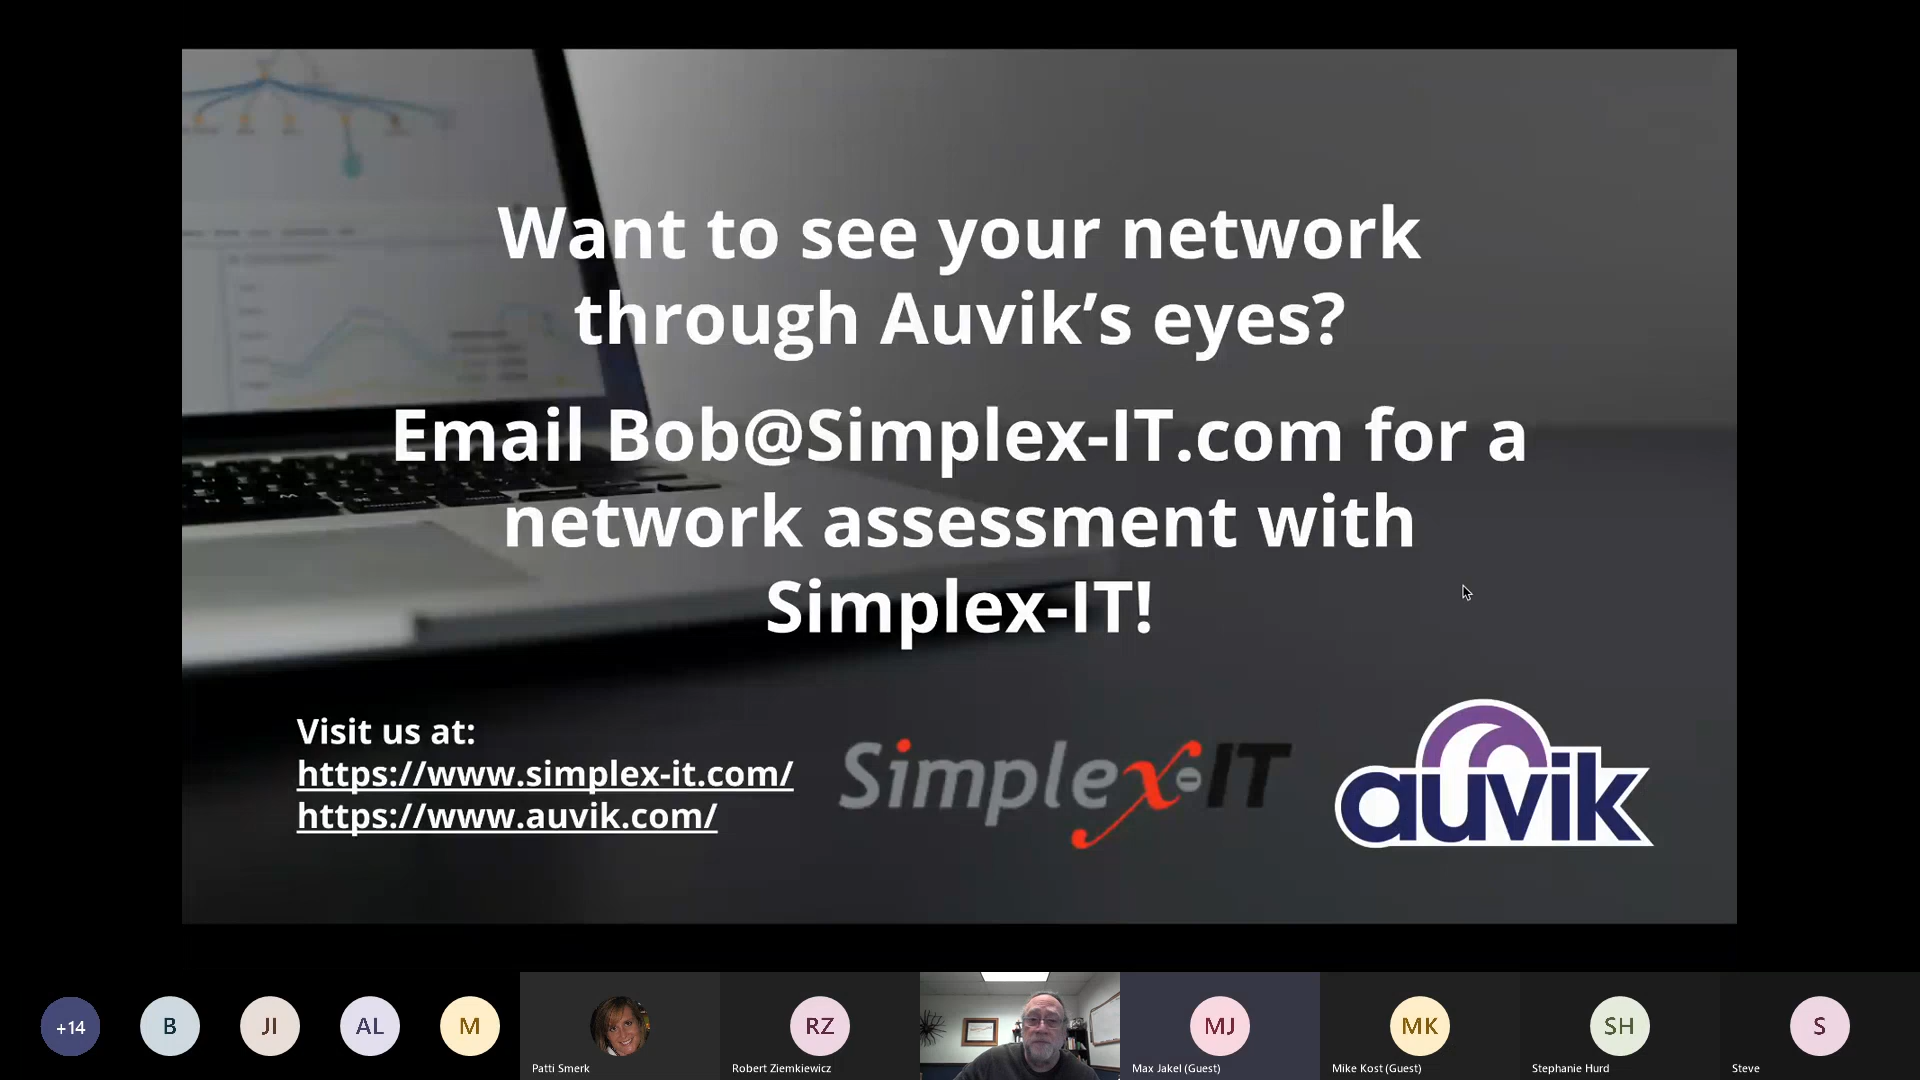 Want to see your network
through Auvik’s eyes?
Email Bob@Simplex-IT.com for a
network assessment with
Simplex-IT!
Visit us at:
https://www.simplex-it.com/
https://www.auvik.com/
Simplex-IT
auvik
+14
B
JI
AL
M
RZ
MJ
MK
SH
S
Patti Smerk
Robert Ziemkiewicz
Max Jakel (Guest)
Mike Kost (Guest)
Stephanie Hurd
Steve